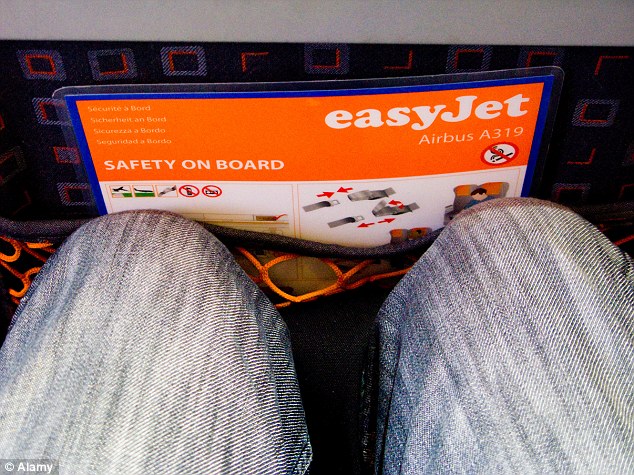 Sécurité à Bord
Sicherheit an Bord
Sicurezza a Bordo
Seguridad a Bordo
easyJet
Airbus A319
SAFETY ON BOARD
© Alamy